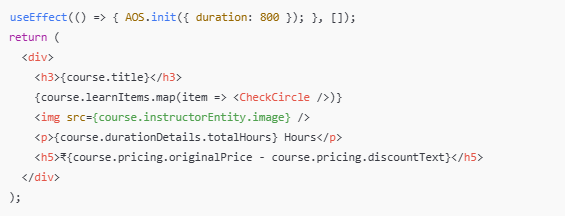 useEffect(() => { AOS.init({ duration: 800 }); }, []);
return (
  <div>
    <h3>{course.title}</h3>
    {course.learnItems.map(item => <CheckCircle />)}
    <img src={course.instructorEntity.image} />
    <p>{course.durationDetails.totalHours} Hours</p>
    <h5>₹{course.pricing.originalPrice - course.pricing.discountText}</h5>
  </div>
);